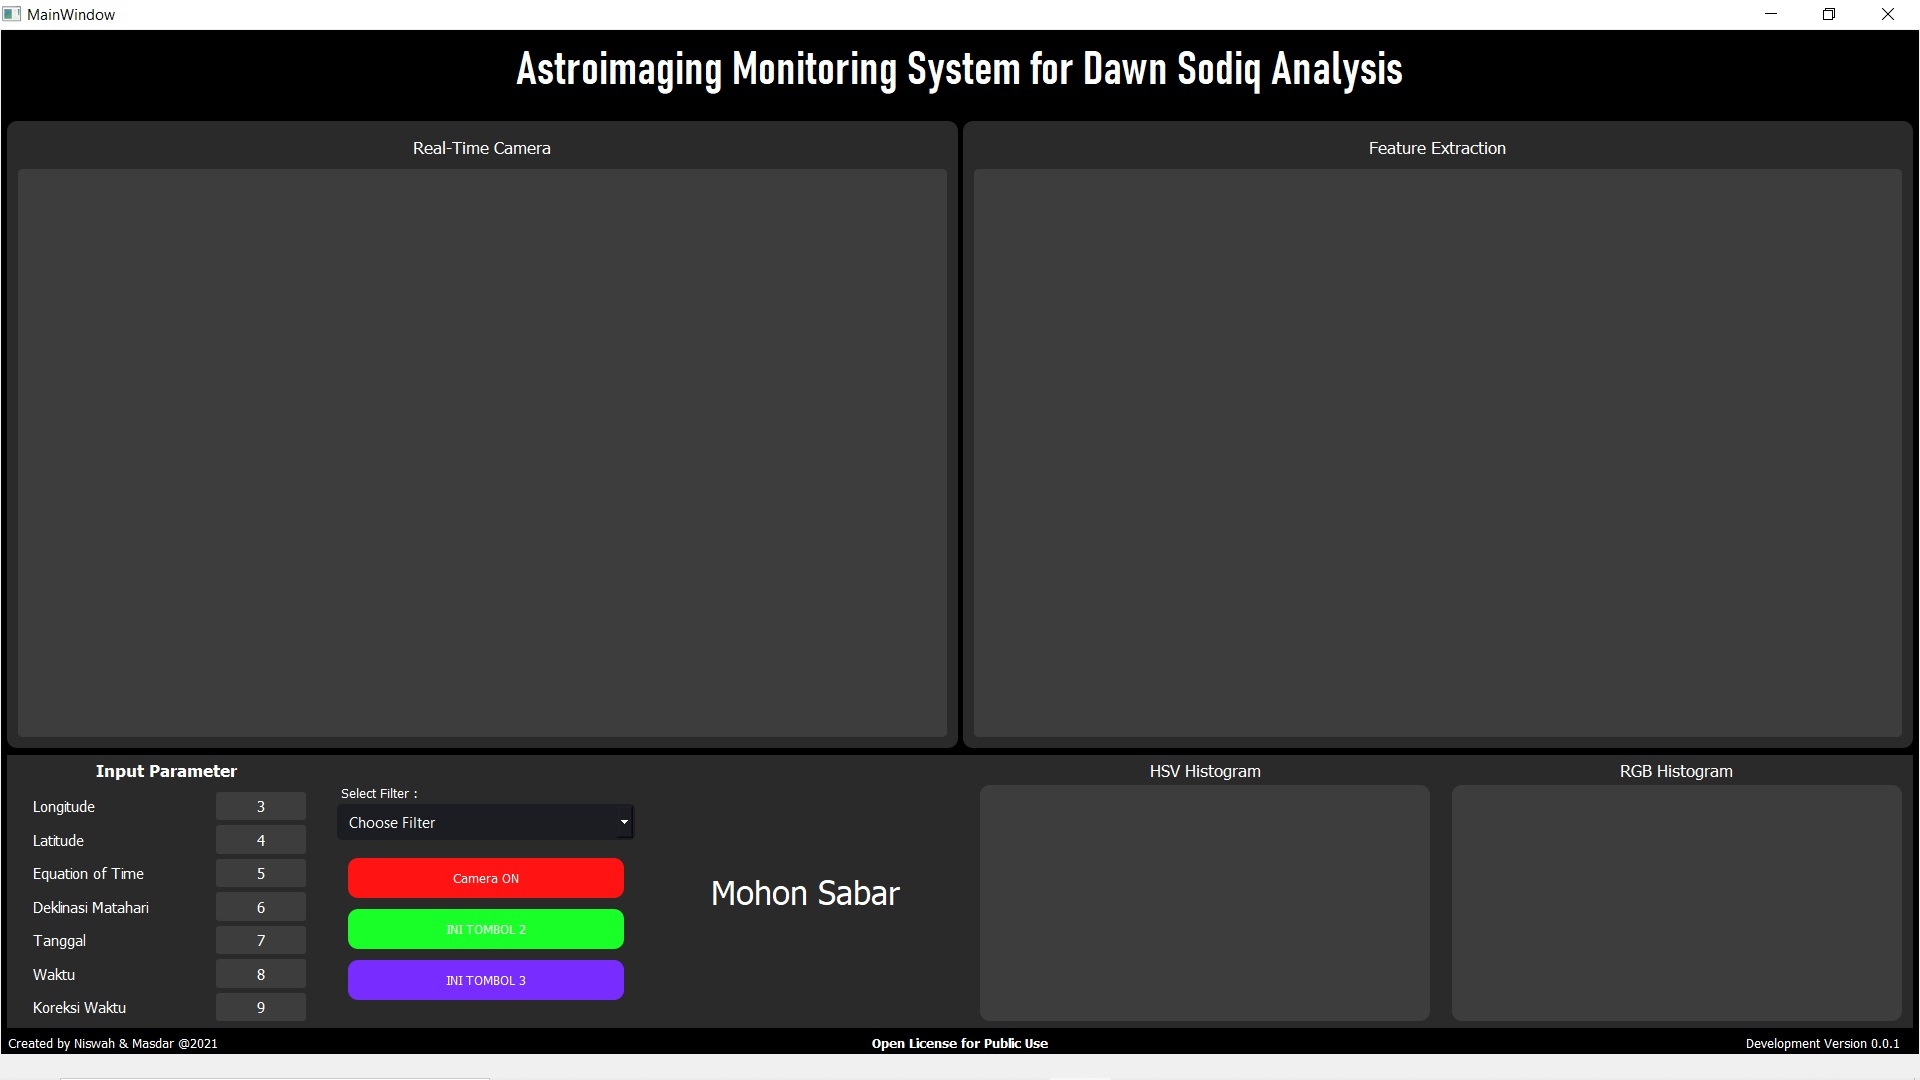 MainWindow
Astroimaging Monitoring System for Dawn Sodiq Analysis
Real-Time Camera
Feature Extraction
Input Parameter
Longitude 3
Latitude 4
Equation of Time 5
Deklinasi Matahari 6
Tanggal 7
Waktu 8
Koreksi Waktu 9
Select Filter :
Choose Filter
Camera ON
INI TOMBOL 2
INI TOMBOL 3
Mohon Sabar
HSV Histogram
RGB Histogram
Created by Niswah & Masdar @2021
Open License for Public Use
Development Version 0.0.1